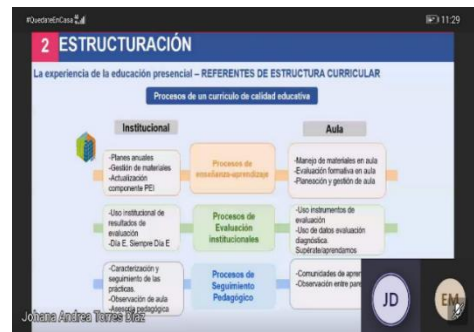 #QuedateEnCasa
11:29
2 ESTRUCTURACIÓN
La experiencia de la educación presencial – REFERENTES DE ESTRUCTURA CURRICULAR
Procesos de un currículo de calidad educativa
Institucional
Aula
-Planes anuales
-Gestión de materiales
-Actualización
componente PEI
Procesos de
enseñanza-aprendizaje
-Manejo de materiales en aula
-Evaluación formativa en aula
-Planeación y gestión de aula
-Uso institucional de
resultados de
evaluación
-Día E, Siempre Día E
Procesos de
Evaluación
institucionales
-Uso instrumentos de
evaluación
-Uso de datos evaluación
diagnóstica.
Supérate/aprendamos
-Caracterización y
seguimiento de las
prácticas.
-Observación de aula
-Asesoría pedagógica
Procesos de
Seguimiento
Pedagógico
-Comunidades de apren
-Observación entre pare
JD
EM
Johana Andrea Torres Díaz